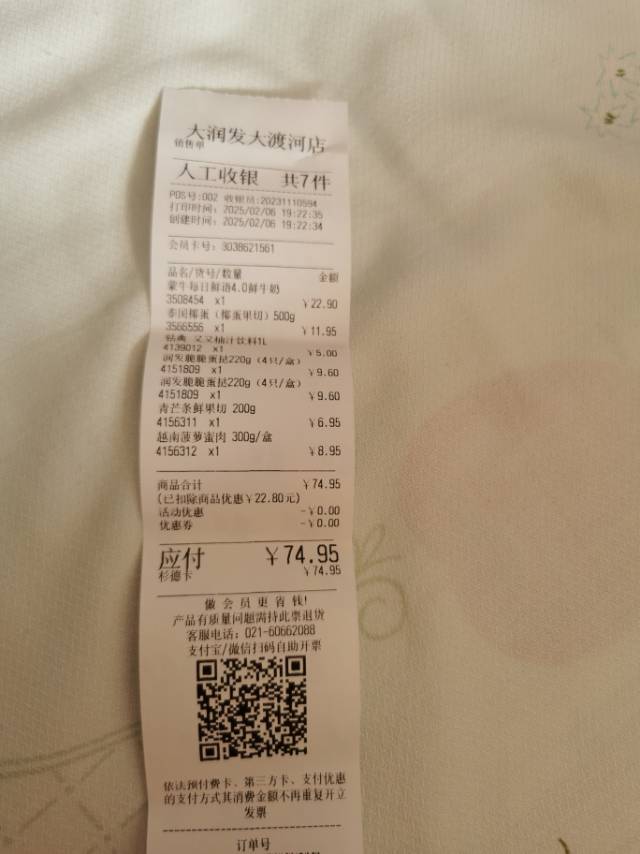 大润发大渡河店
销售单
人工收银 共7件
POS号:002 收银员:20231110594
打印时间: 2025/02/06 19:22:35
创建时间: 2025/02/06 19:22:34
会员卡号: 3038621561
品名/货号/数量 金额
蒙牛每日鲜语4.0鲜牛奶
3508454 x1 ¥22.90
泰国椰蛋（椰蛋果切）500g
3566556 x1 ¥11.95
柚汁饮料1L
4139012 x1 ¥5.00
润发脆脆蛋挞220g（4只/盒）
4151809 x1 ¥9.60
润发脆脆蛋挞220g（4只/盒）
4151809 x1 ¥9.60
青芒条鲜果切 200g
4156311 x1 ¥6.95
越南菠萝蜜肉 300g/盒
4156312 x1 ¥8.95
商品合计 ¥74.95
(已扣除商品优惠¥22.80元)
活动优惠 -¥0.00
优惠券 -¥0.00
应付 ¥74.95
杉德卡 ¥74.95
做会员更省钱!
产品有质量问题需持此票退货
客服电话: 021-60662088
支付宝/微信扫码自助开票
依法预付费卡、第三方卡、支付优惠
的支付方式其消费金额不再重复开立
发票
订单号